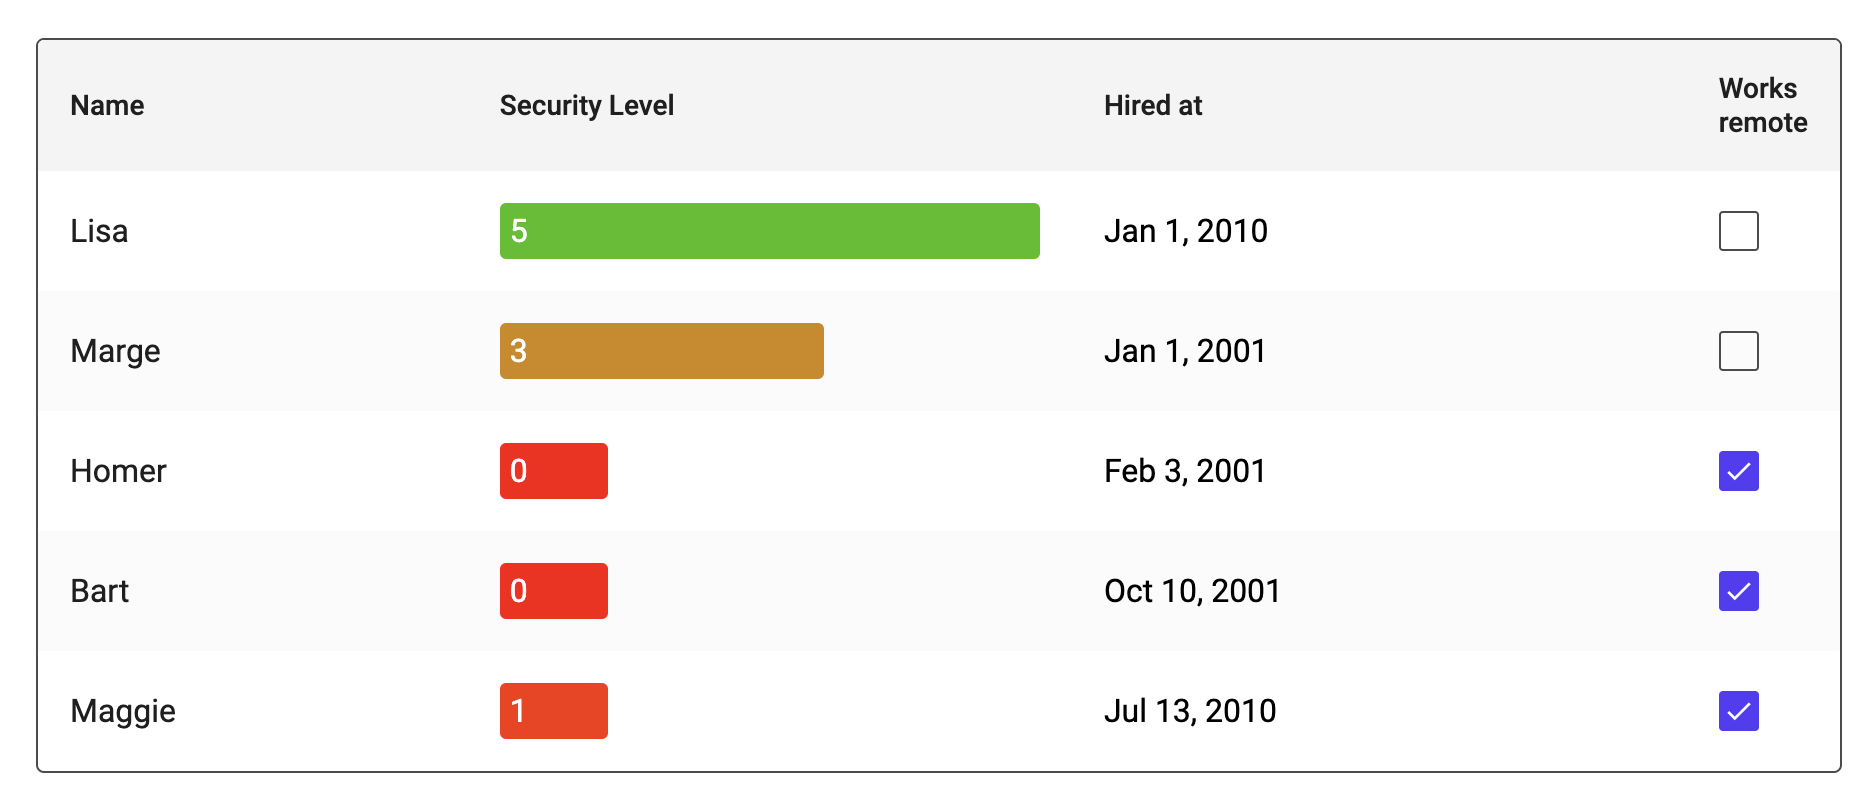 Name Security Level Hired at Works remote
Lisa 5 Jan 1, 2010
Marge 3 Jan 1, 2001
Homer 0 Feb 3, 2001
Bart 0 Oct 10, 2001
Maggie 1 Jul 13, 2010